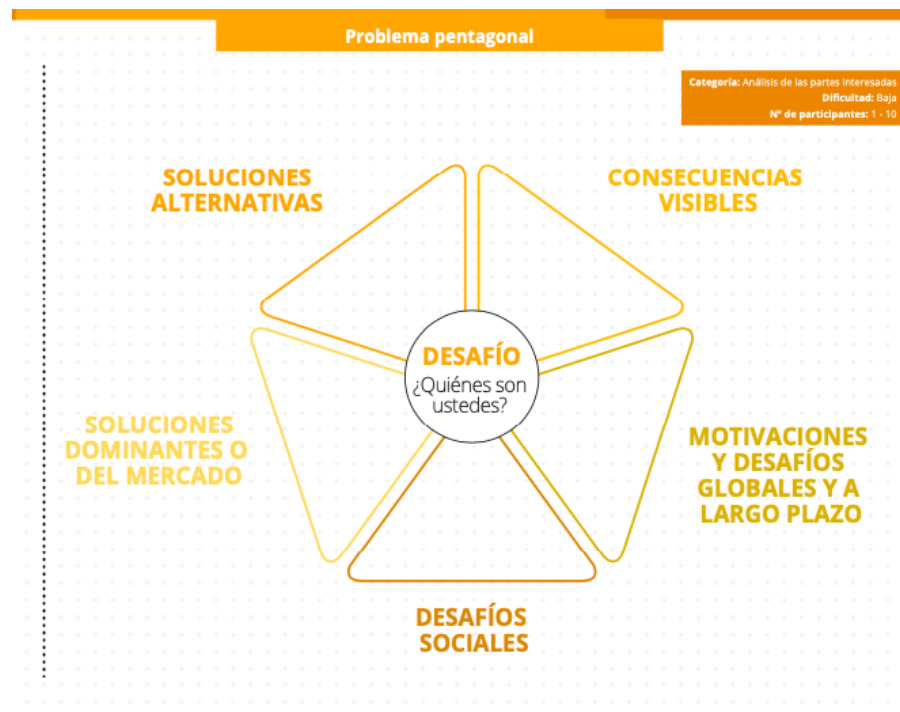 Problema pentagonal
Categoría: Análisis de las partes interesadas
Dificultad: Baja
Nº de participantes: 1 - 10
SOLUCIONES
ALTERNATIVAS
CONSECUENCIAS
VISIBLES
DESAFÍO
¿Quiénes son
ustedes?
SOLUCIONES
DOMINANTES O
DEL MERCADO
MOTIVACIONES
Y DESAFÍOS
GLOBALES Y A
LARGO PLAZO
DESAFÍOS
SOCIALES